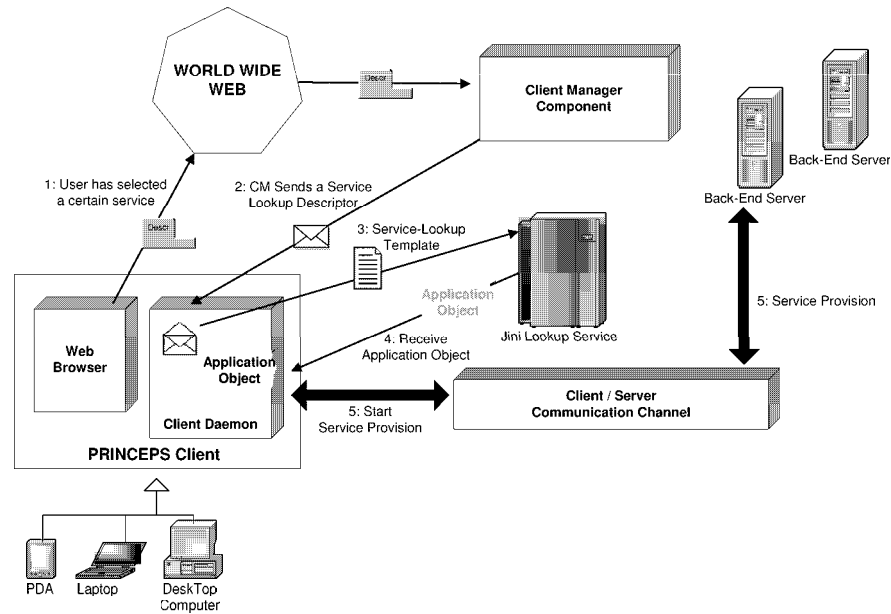 WORLD WIDE
WEB
Descr
Client Manager
Component
Back-End Server
Back-End Server
1: User has selected
a certain service
2: CM Sends a Service
Lookup Descriptor
Descr
3: Service-Lookup
Template
Application
Object
Jini Lookup Service
5: Service Provision
4: Receive
Application Object
Web
Browser
Application
Object
Client Daemon
PRINCEPS Client
5: Start
Service Provision
Client / Server
Communication Channel
PDA
Laptop
DeskTop
Computer